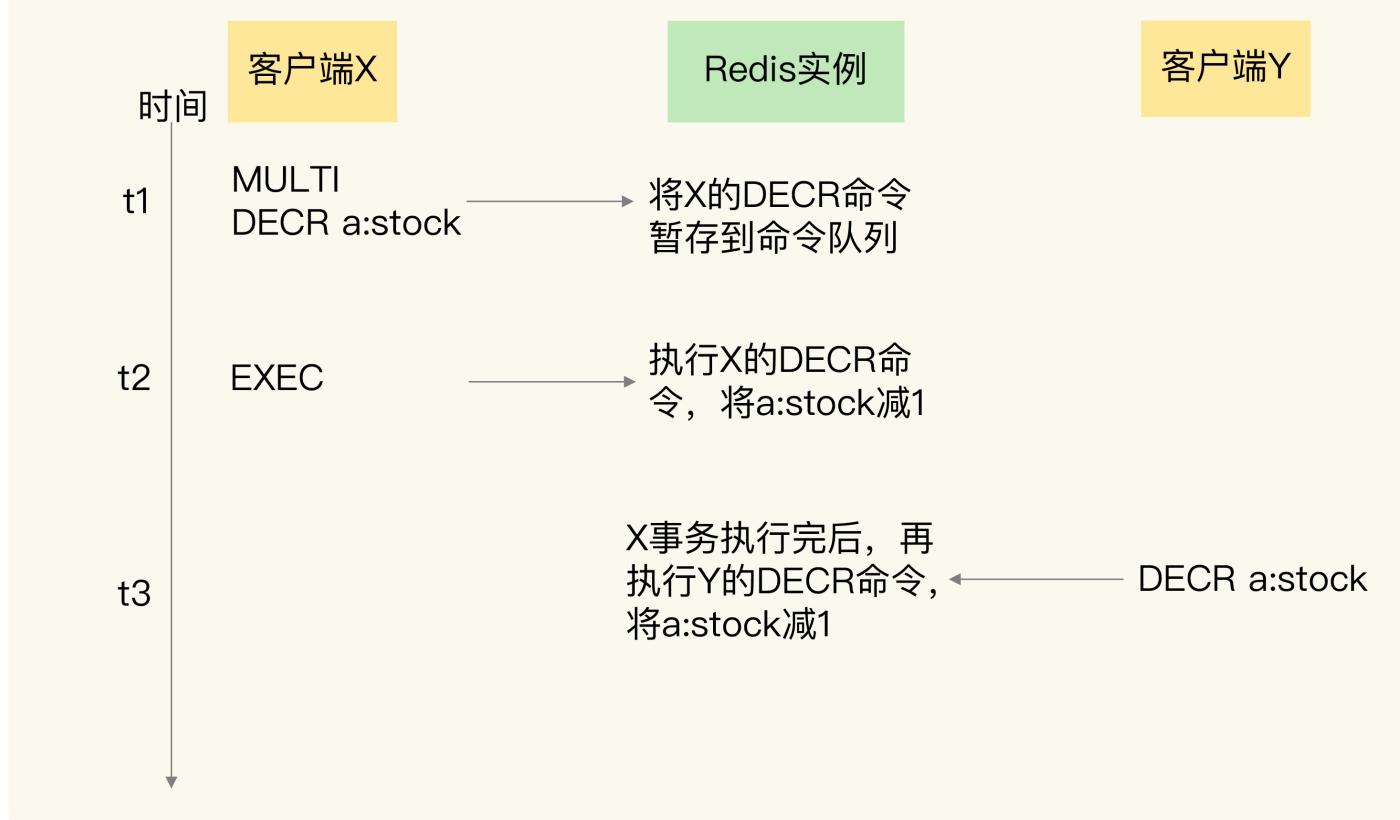 客户端X
Redis实例
客户端Y
时间
t1
MULTI
DECR a:stock
将X的DECR命令
暂存到命令队列
t2
EXEC
执行X的DECR命
令，将a:stock减1
t3
X事务执行完后，再
执行Y的DECR命令，
将a:stock减1
DECR a:stock